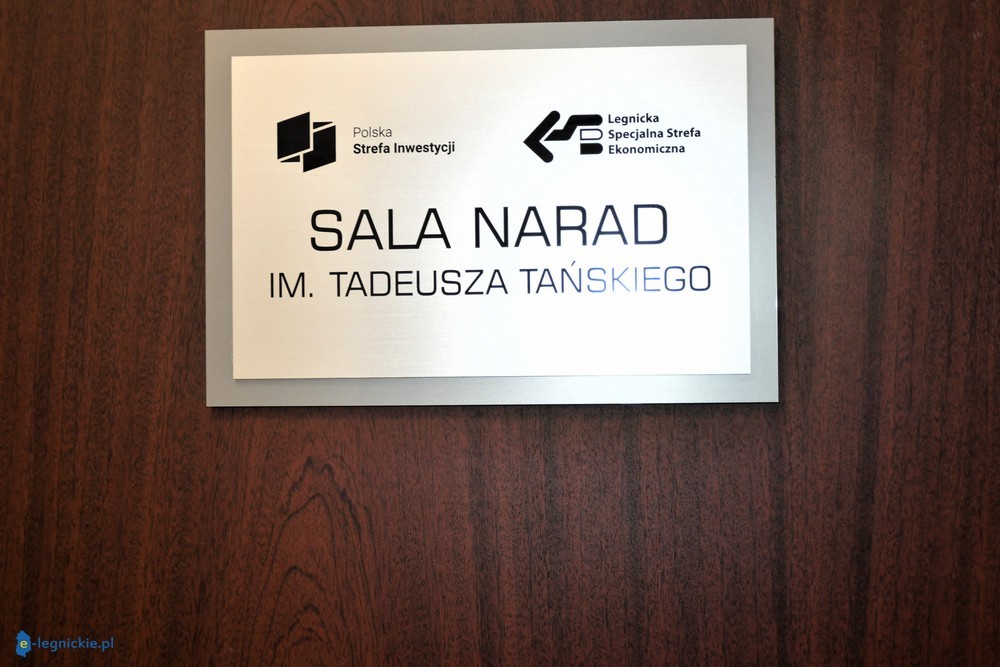 Polska
Strefa Inwestycji
Legnicka
Specjalna Strefa
Ekonomiczna
SALA NARAD
IM. TADEUSZA TAŃSKIEGO
e-legnickie.pl